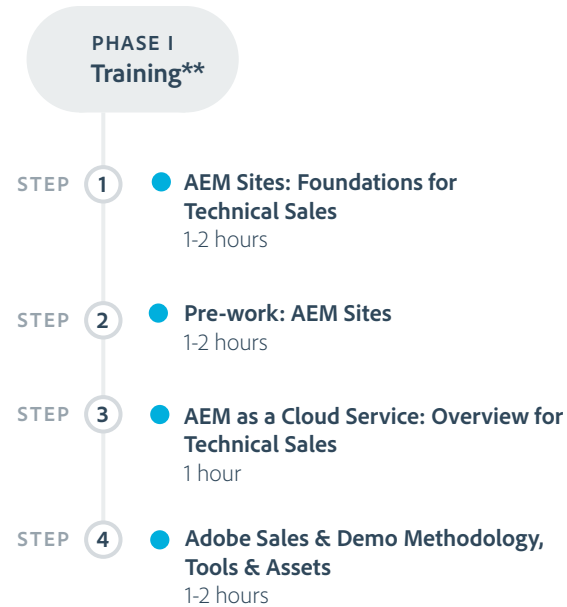 PHASE I
Training**
STEP 1
AEM Sites: Foundations for
Technical Sales
1-2 hours
STEP 2
Pre-work: AEM Sites
1-2 hours
STEP 3
AEM as a Cloud Service: Overview for
Technical Sales
1 hour
STEP 4
Adobe Sales & Demo Methodology,
Tools & Assets
1-2 hours